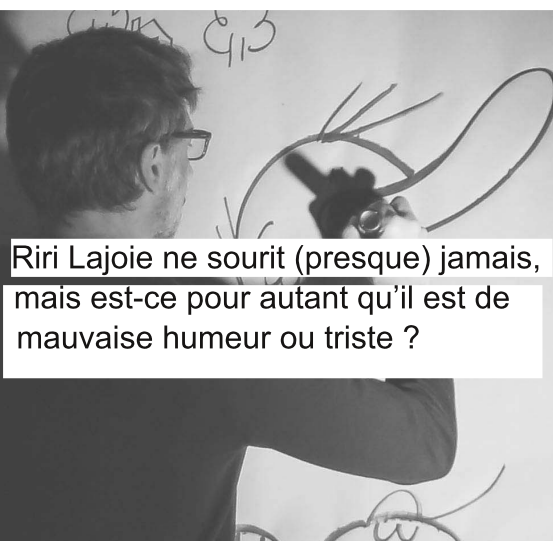 Riri Lajoie ne sourit (presque) jamais,
mais est-ce pour autant qu’il est de
mauvaise humeur ou triste ?